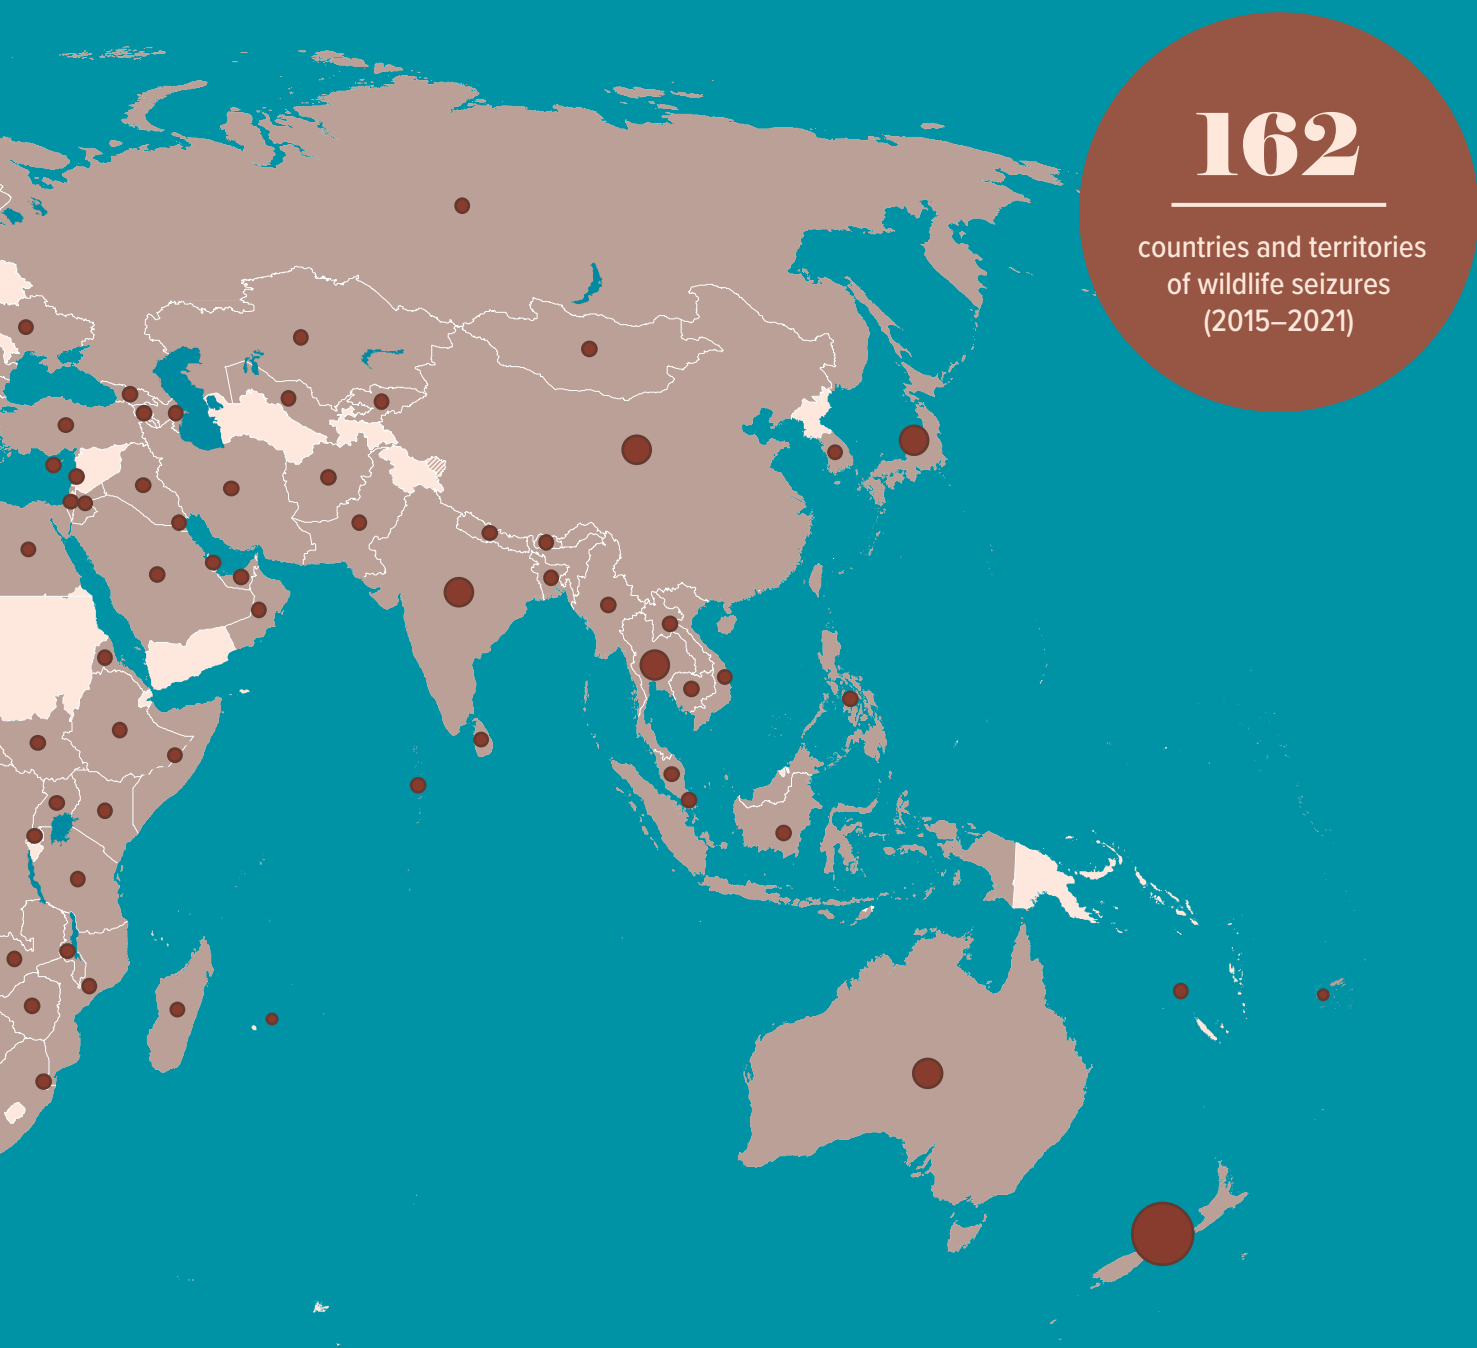 162
countries and territories
of wildlife seizures
(2015–2021)